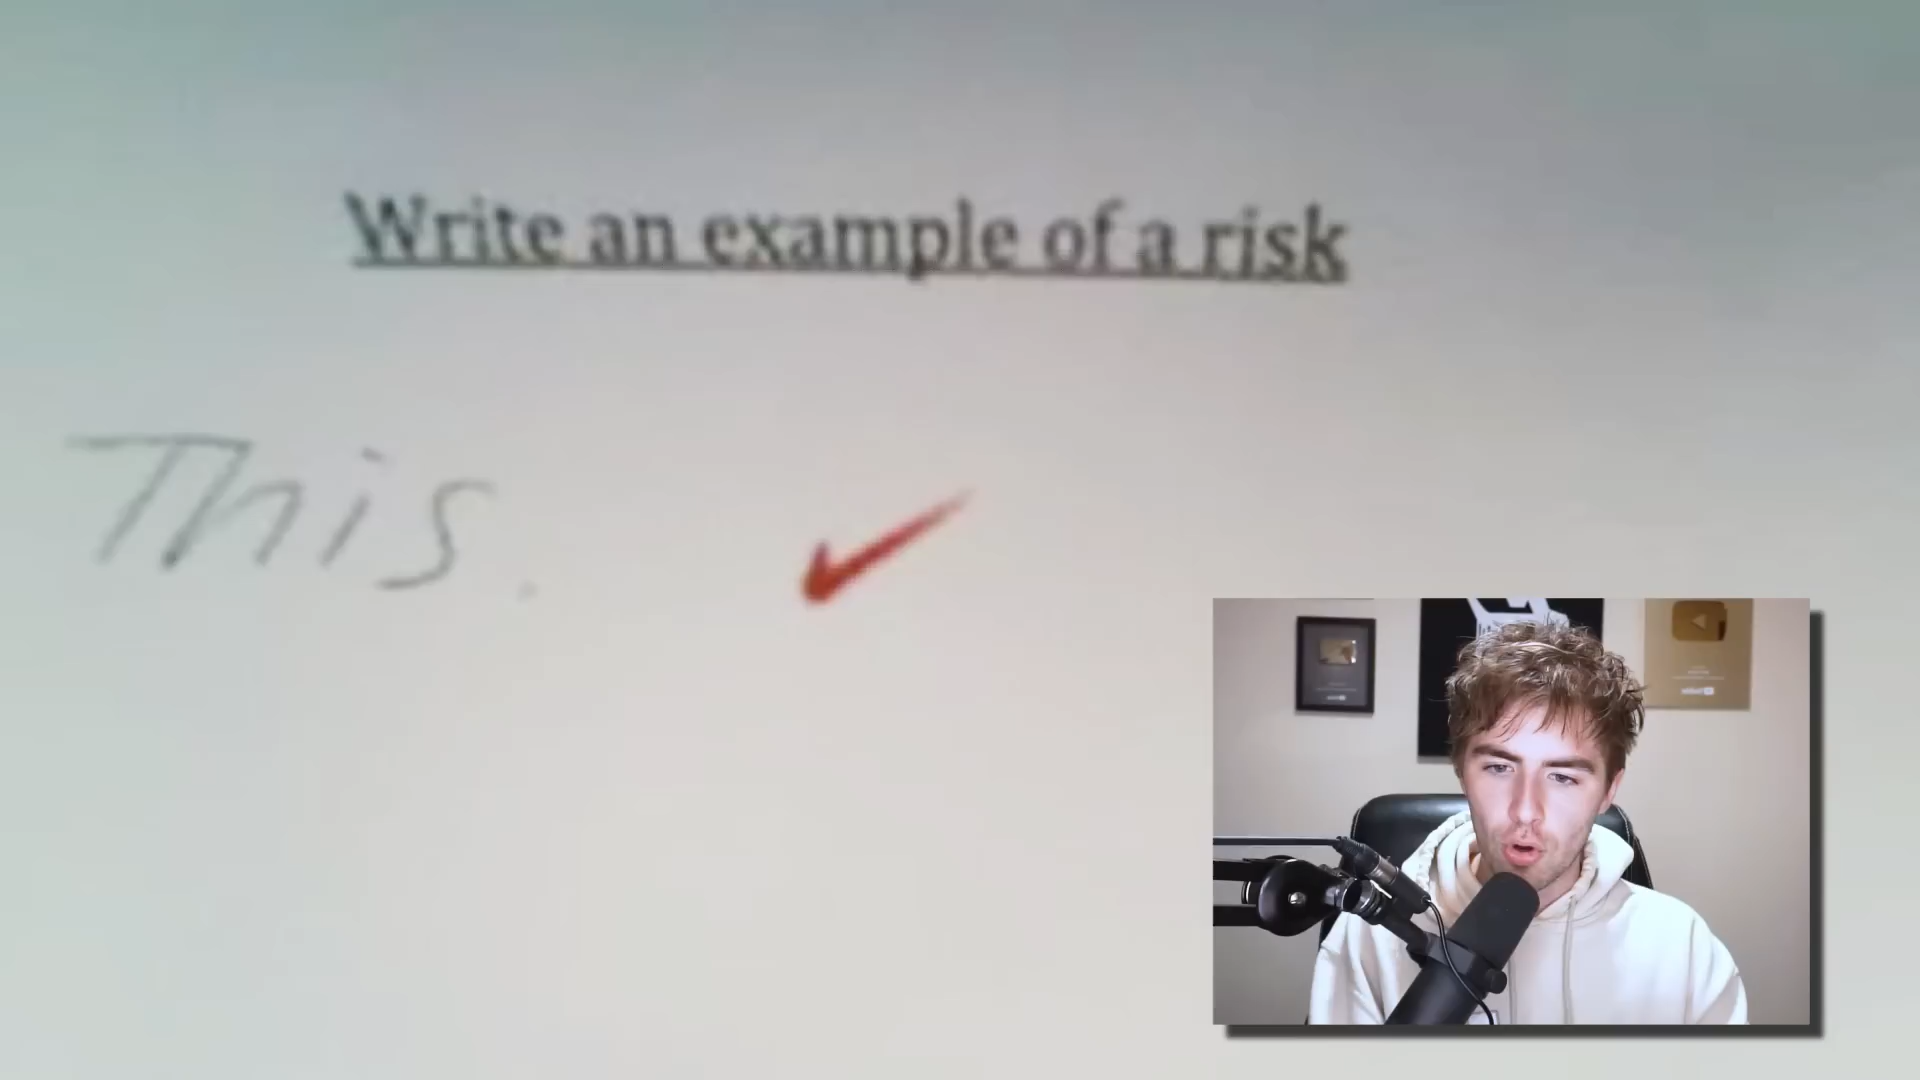 Write an example of a risk
This.